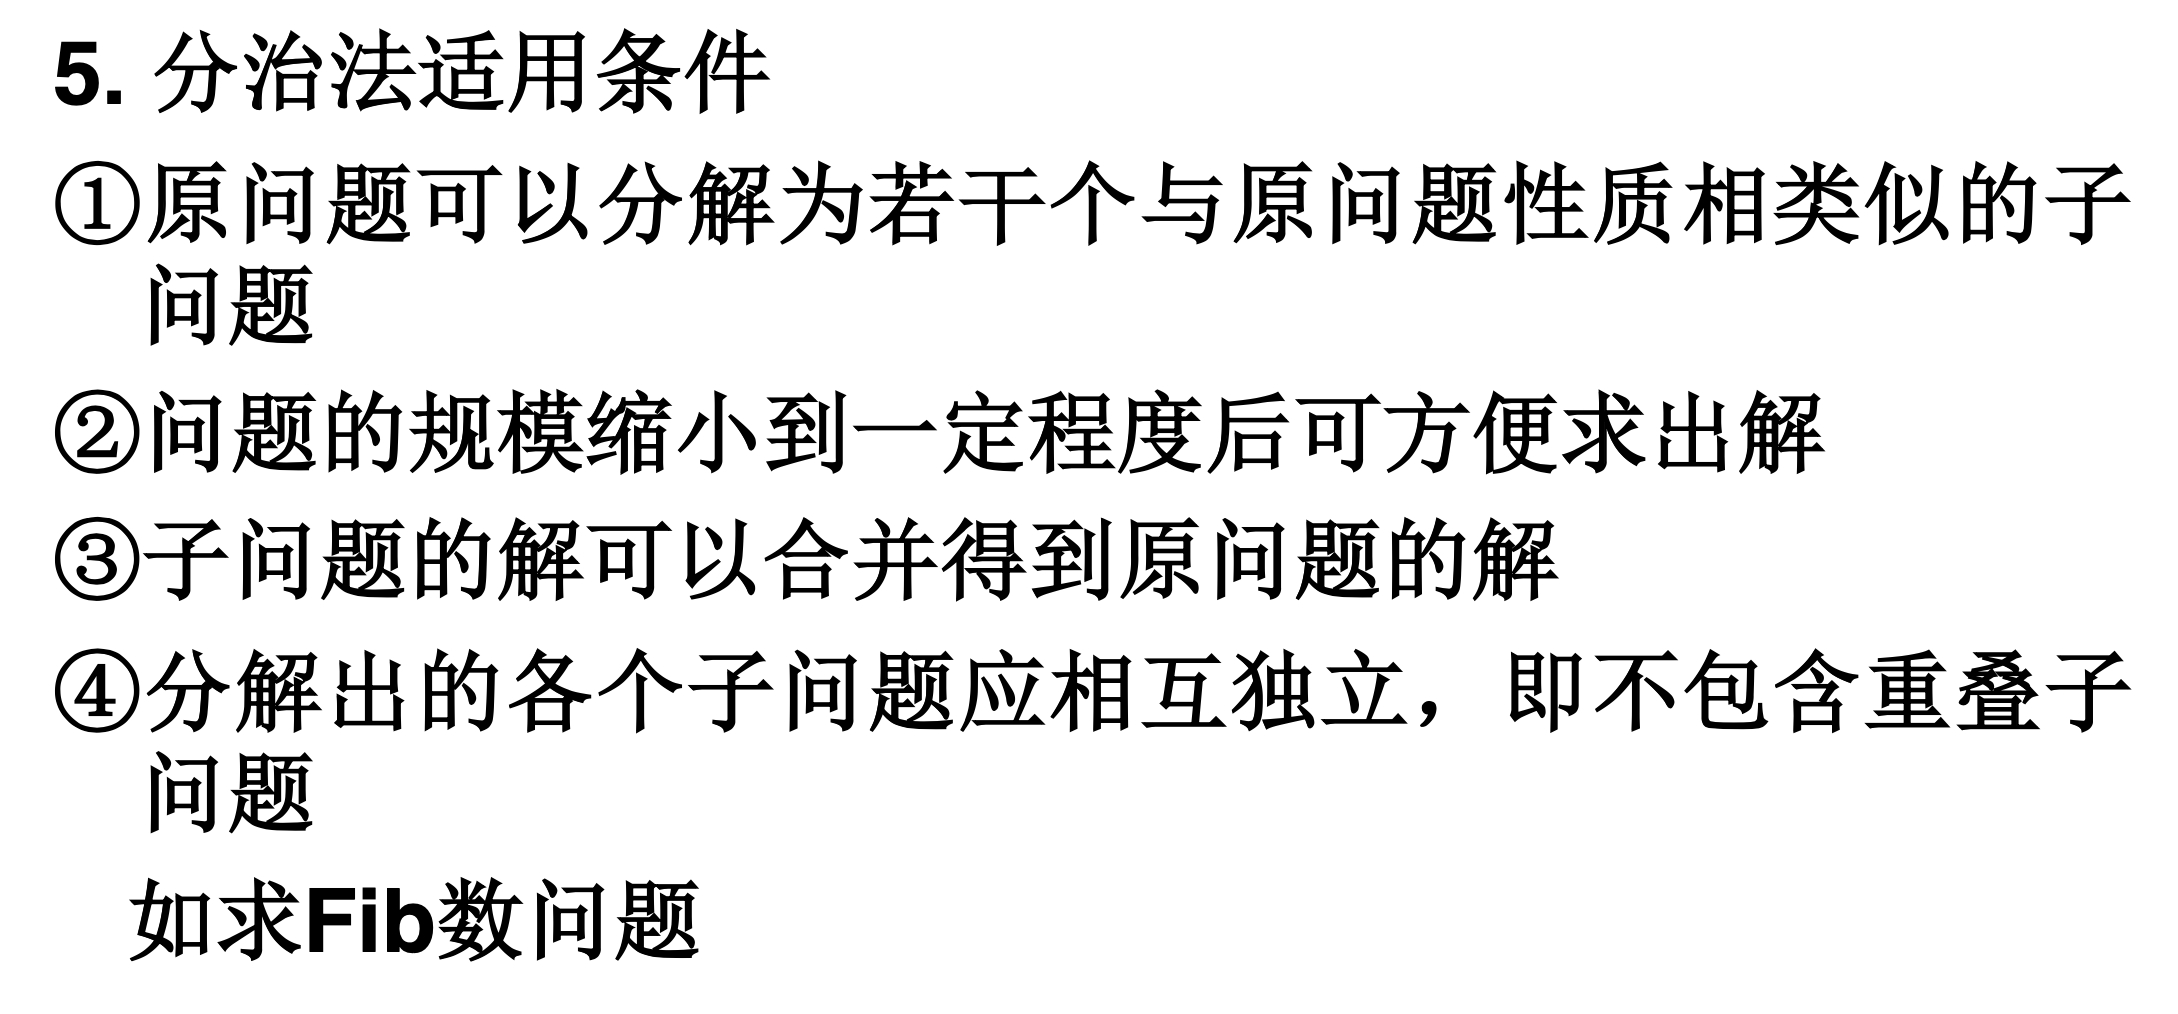 5. 分治法适用条件
①原问题可以分解为若干个与原问题性质相类似的子
问题
②问题的规模缩小到一定程度后可方便求出解
③子问题的解可以合并得到原问题的解
④分解出的各个子问题应相互独立，即不包含重叠子
问题
如求Fib数问题